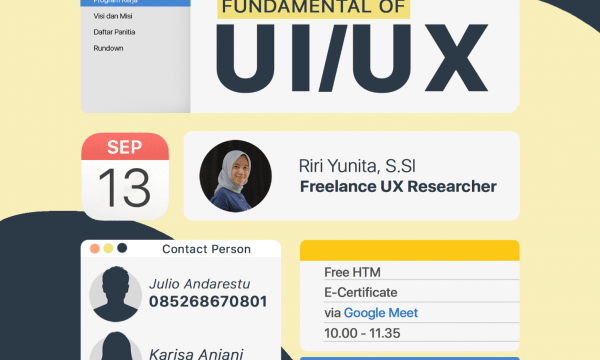 FUNDAMENTAL OF
Program Kerja
Visi dan Misi
Daftar Panitia
Rundown
UI/UX
SEP
13
Riri Yunita, S.SI
Freelance UX Researcher
Contact Person
Julio Andarestu
085268670801
Karisa Anjani
Free HTM
E-Certificate
via Google Meet
10.00 - 11.35